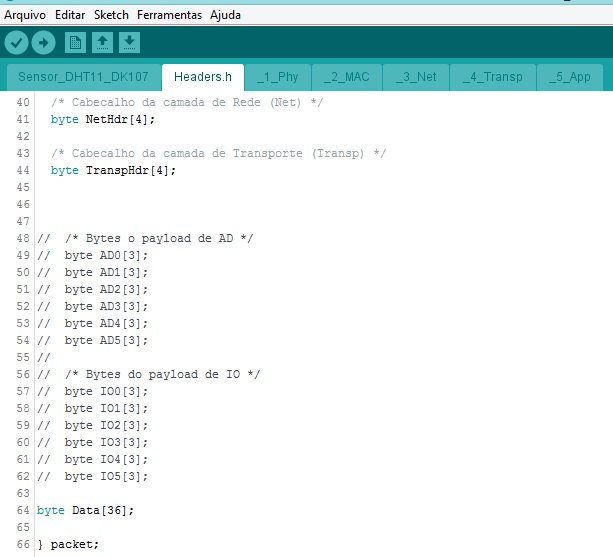 Arquivo Editar Sketch Ferramentas Ajuda
Sensor_DHT11_DK107 Headers.h _1_Phy _2_MAC _3_Net _4_Transp _5_App
40 /* Cabecalho da camada de Rede (Net) */
41 byte NetHdr[4];
42
43 /* Cabecalho da camada de Transporte (Transp) */
44 byte TranspHdr[4];
45
46
47
48 // /* Bytes o payload de AD */
49 // byte AD0[3];
50 // byte AD1[3];
51 // byte AD2[3];
52 // byte AD3[3];
53 // byte AD4[3];
54 // byte AD5[3];
55 //
56 // /* Bytes do payload de IO */
57 // byte IO0[3];
58 // byte IO1[3];
59 // byte IO2[3];
60 // byte IO3[3];
61 // byte IO4[3];
62 // byte IO5[3];
63
64 byte Data[36];
65
66 } packet;